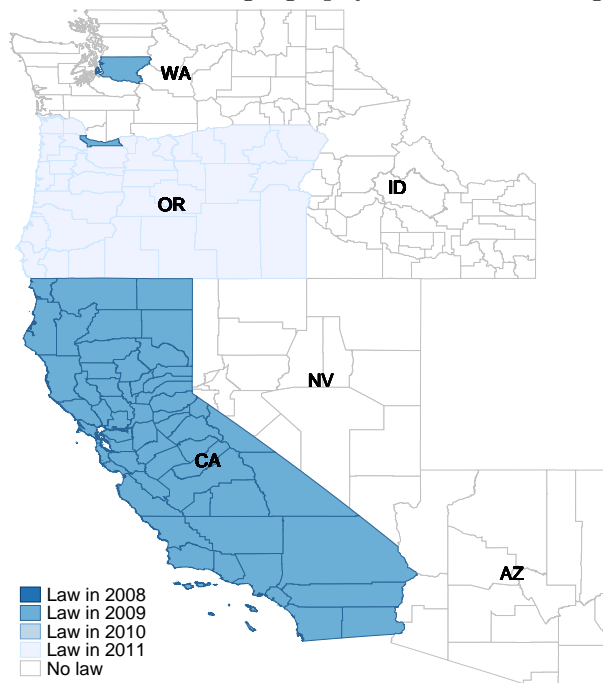 WA
ID
OR
NV
CA
AZ
Law in 2008
Law in 2009
Law in 2010
Law in 2011
No law